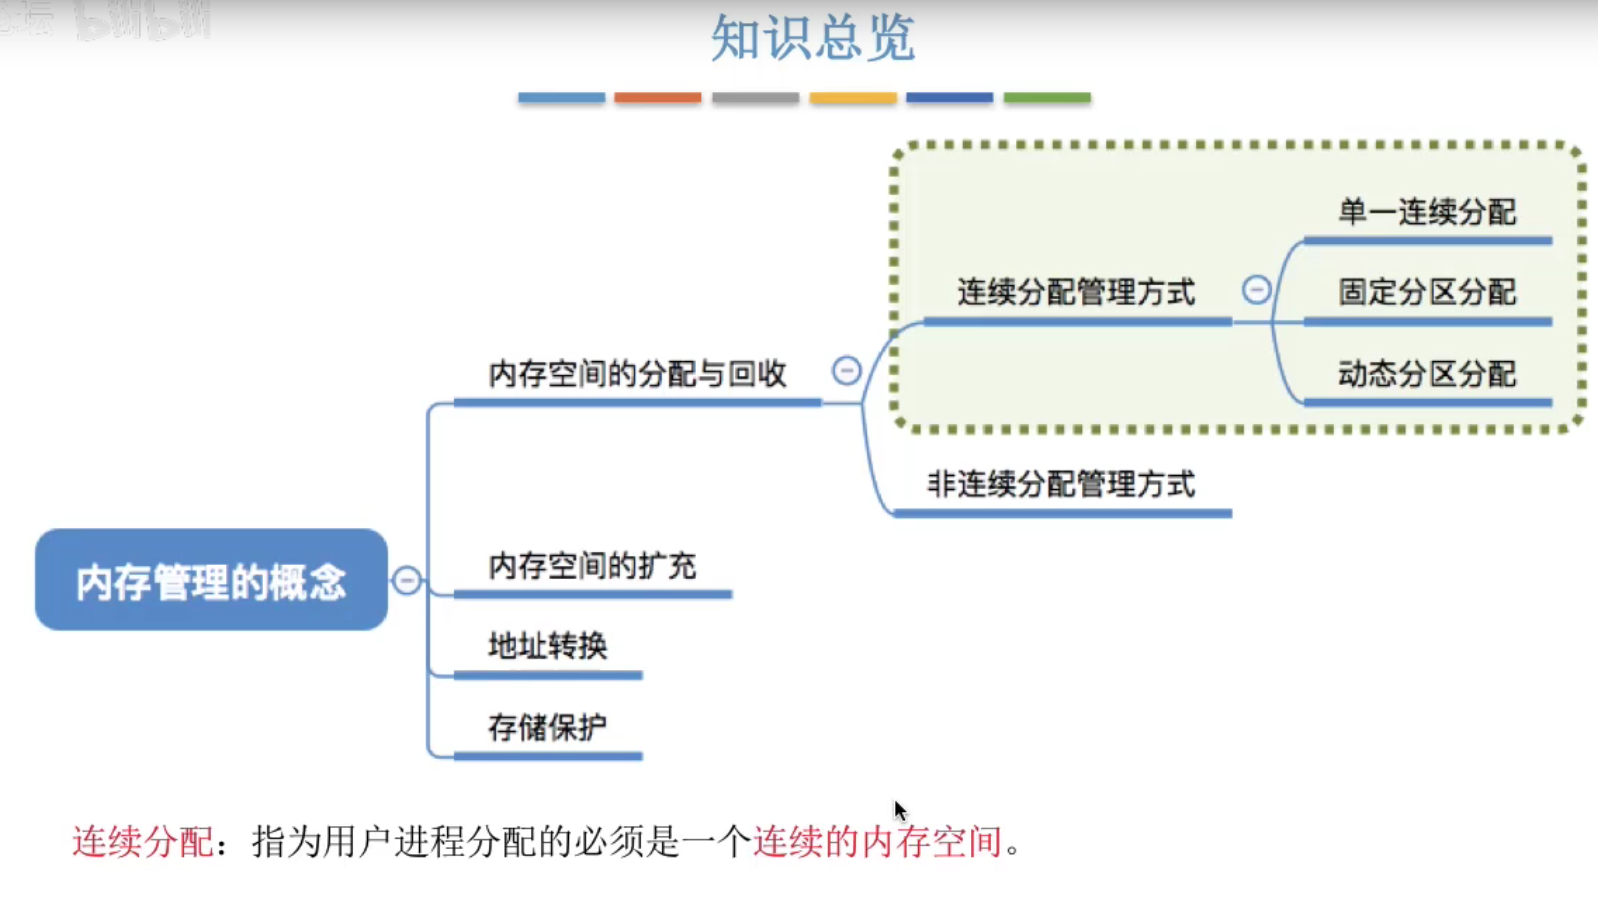 知识总览
单一连续分配
连续分配管理方式
固定分区分配
内存空间的分配与回收
动态分区分配
非连续分配管理方式
内存空间的扩充
内存管理的概念
地址转换
存储保护
连续分配：指为用户进程分配的必须是一个连续的内存空间。